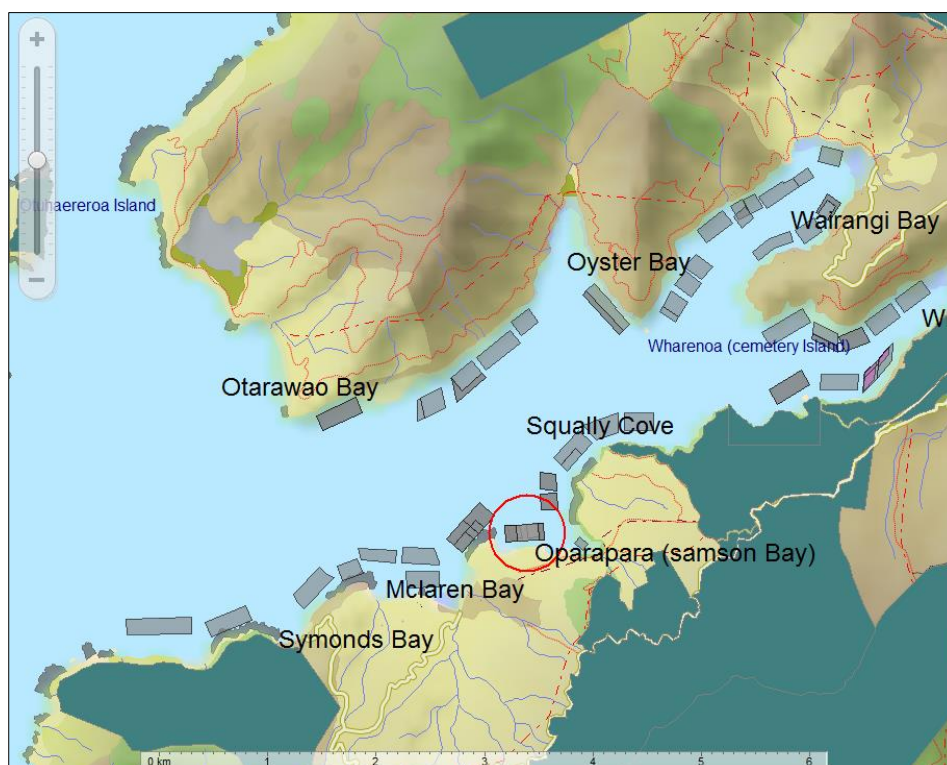 +
Otuhaereroa Island
−
Wairangi Bay
Oyster Bay
W
Wharenoa (cemetery Island)
Otarawao Bay
Squally Cove
Oparapara (samson Bay)
Mclaren Bay
Symonds Bay
0 km 1 2 3 4 5 6